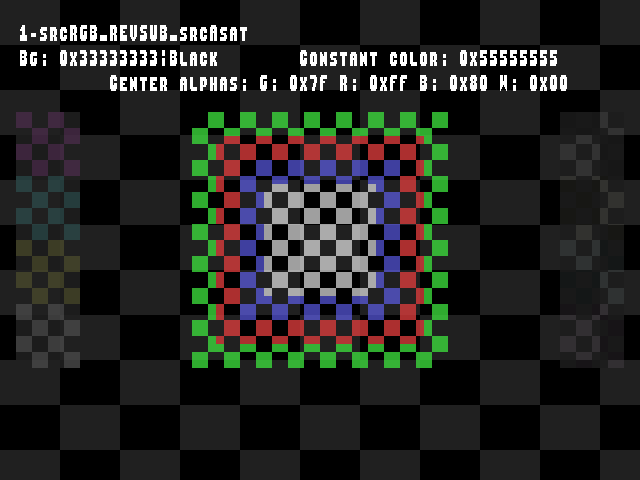 1-srcRGB_REVSUB_srcAsat
Bg: 0x33333333¦Black Constant color: 0x55555555
Center alphas: G: 0x7f R: 0xff B: 0x80 W: 0x00